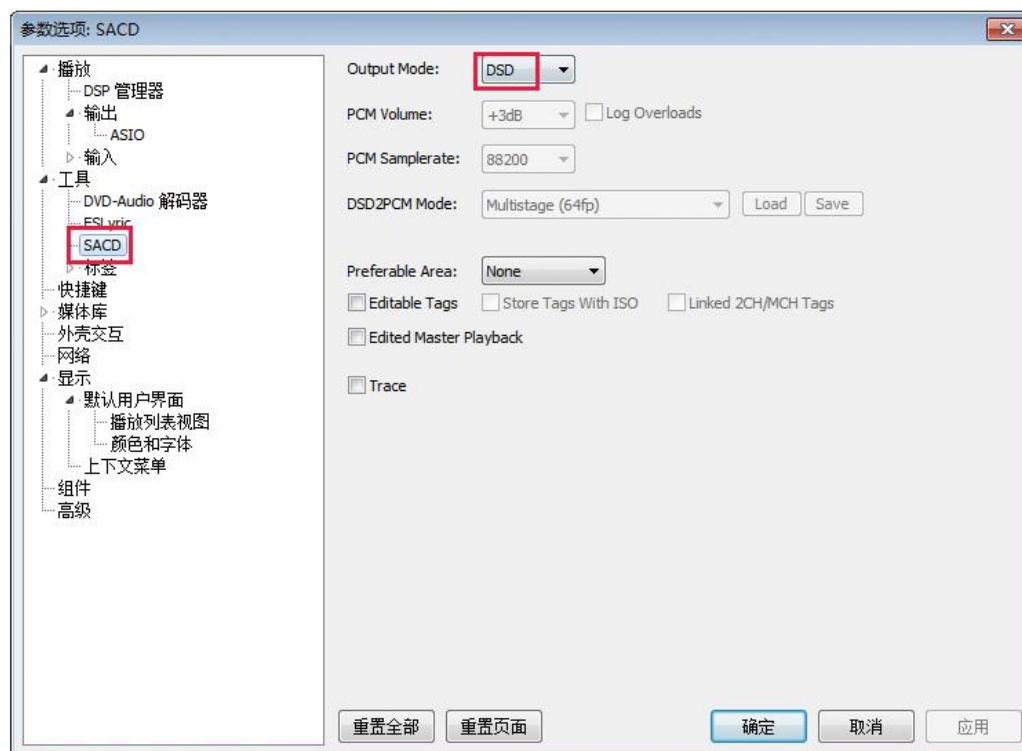 参数选项: SACD
播放
DSP 管理器
输出
ASIO
输入
工具
DVD-Audio 解码器
ESLyric
SACD
标签
快捷键
媒体库
外壳交互
网络
显示
默认用户界面
播放列表视图
颜色和字体
上下文菜单
组件
高级
Output Mode: DSD
PCM Volume: +3dB Log Overloads
PCM Samplerate: 88200
DSD2PCM Mode: Multistage (64fp) Load Save
Preferable Area: None
Editable Tags Store Tags With ISO Linked 2CH/MCH Tags
Edited Master Playback
Trace
重置全部 重置页面 确定 取消 应用